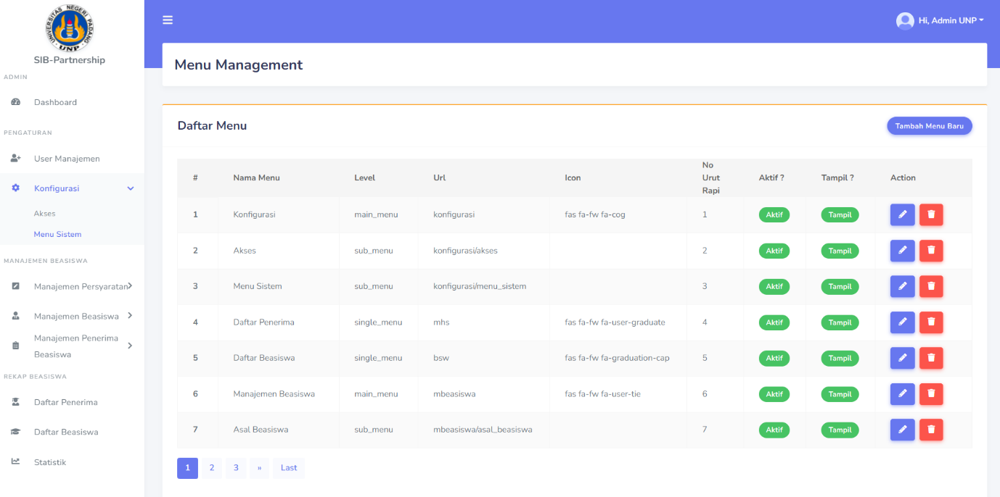 UNIVERSITAS NEGERI PADANG
UNP
SIB-Partnership
ADMIN
Dashboard
PENGATURAN
User Manajemen
Konfigurasi
Akses
Menu Sistem
MANAJEMEN BEASISWA
Manajemen Persyaratan
Manajemen Beasiswa
Manajemen Penerima
Beasiswa
REKAP BEASISWA
Daftar Penerima
Daftar Beasiswa
Statistik
Hi, Admin UNP
Menu Management
Daftar Menu
Tambah Menu Baru
# Nama Menu Level Url Icon No Urut Rapi Aktif ? Tampil ? Action
1 Konfigurasi main_menu konfigurasi fas fa-fw fa-cog 1 Aktif Tampil
2 Akses sub_menu konfigurasi/akses 2 Aktif Tampil
3 Menu Sistem sub_menu konfigurasi/menu_sistem 3 Aktif Tampil
4 Daftar Penerima single_menu mhs fas fa-fw fa-user-graduate 4 Aktif Tampil
5 Daftar Beasiswa single_menu bsw fas fa-fw fa-graduation-cap 5 Aktif Tampil
6 Manajemen Beasiswa main_menu mbeasiswa fas fa-fw fa-user-tie 6 Aktif Tampil
7 Asal Beasiswa sub_menu mbeasiswa/asal_beasiswa 7 Aktif Tampil
1 2 3 » Last